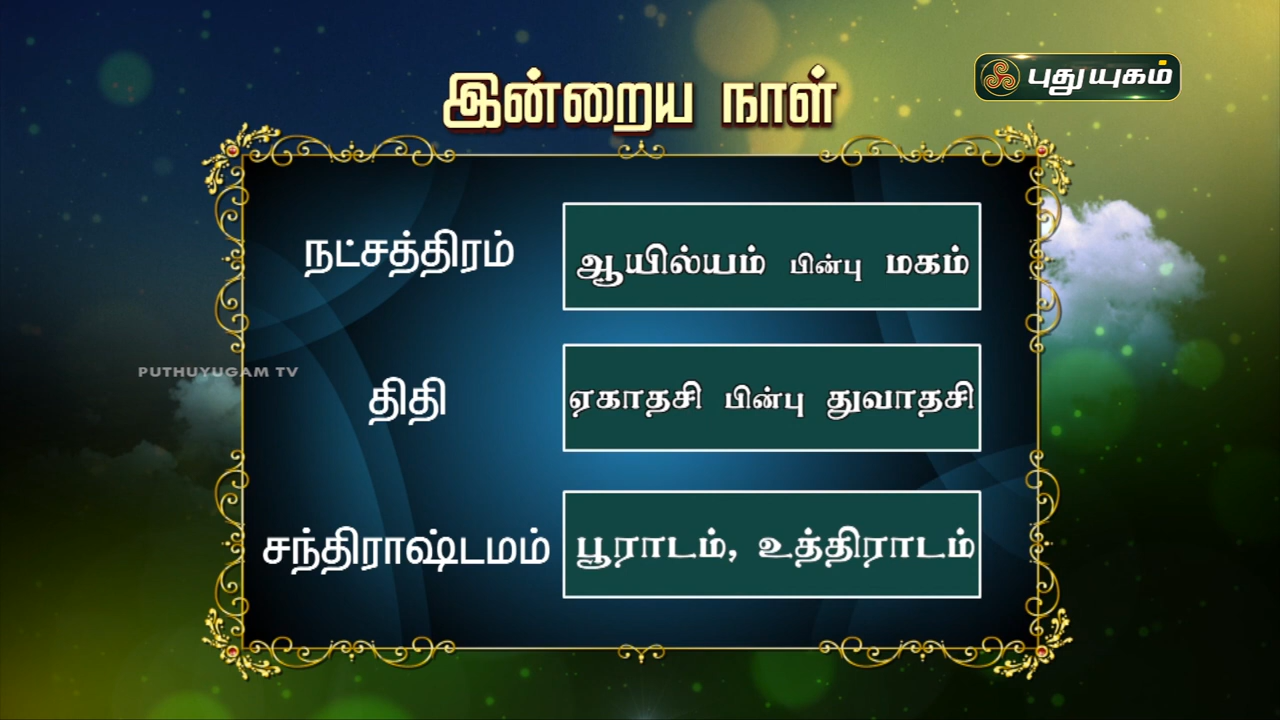 இன்றைய நாள்
புதுயுகம்
நட்சத்திரம் ஆயில்யம் பின்பு மகம்
PUTHUYUGAM TV
திதி ஏகாதசி பின்பு துவாதசி
சந்திராஷ்டமம் பூராடம், உத்திராடம்